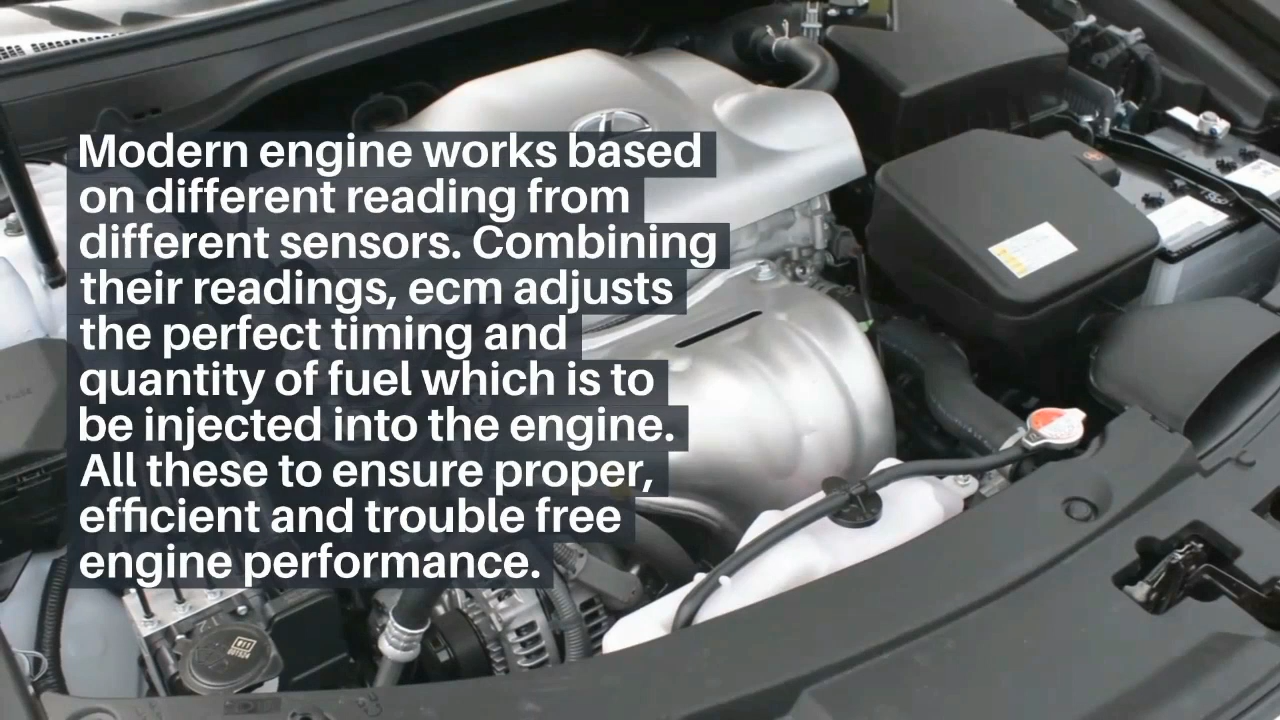 Modern engine works based
on different reading from
different sensors. Combining
their readings, ecm adjusts
the perfect timing and
quantity of fuel which is to
be injected into the engine.
All these to ensure proper,
efficient and trouble free
engine performance.